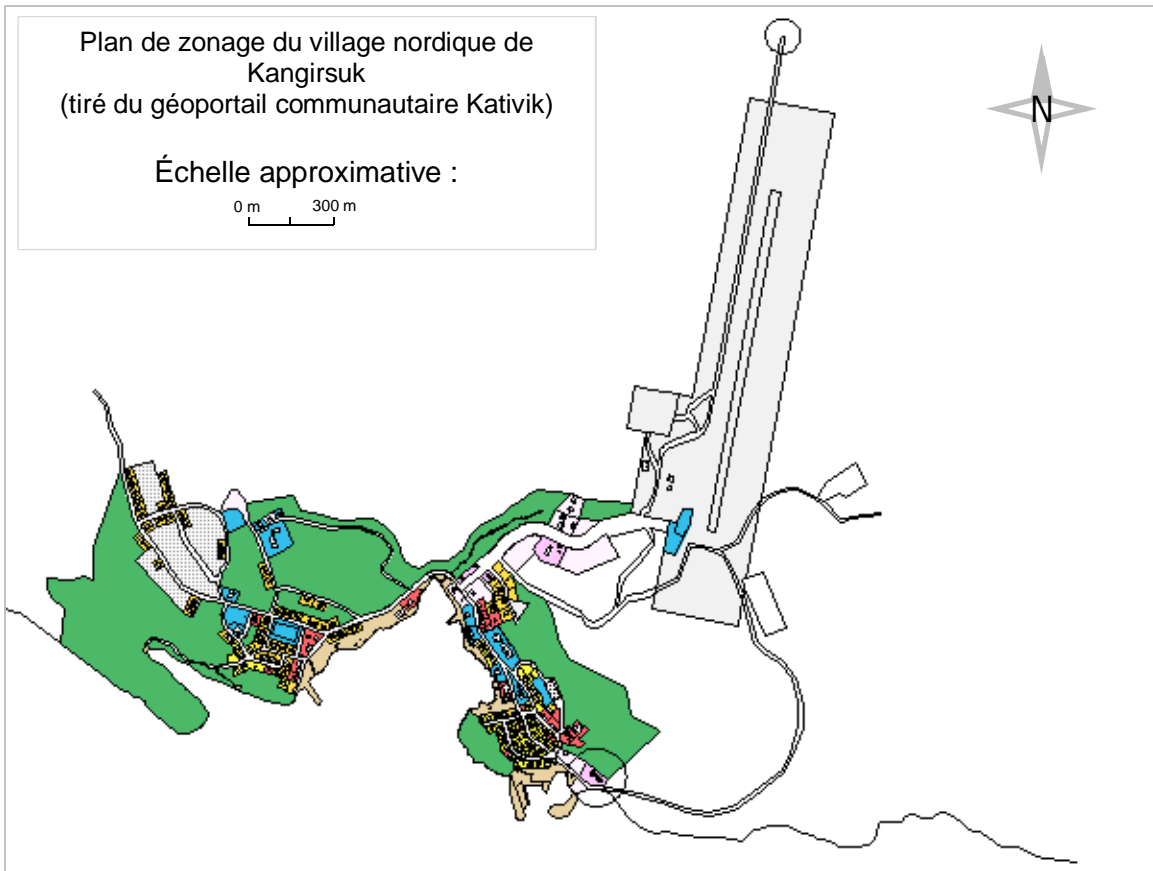 Plan de zonage du village nordique de
Kangirsuk
(tiré du géoportail communautaire Kativik)
Échelle approximative :
0 m 300 m
N